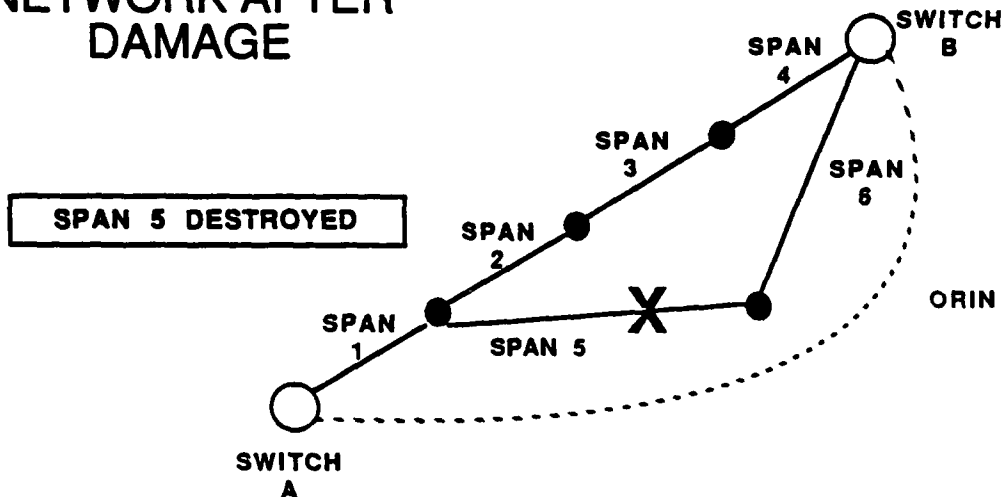 NETWORK AFTER
DAMAGE
SWITCH
B
SPAN
4
SPAN
3
SPAN
6
SPAN 5 DESTROYED
SPAN
2
X
ORIN
SPAN
1
SPAN 5
SWITCH
A